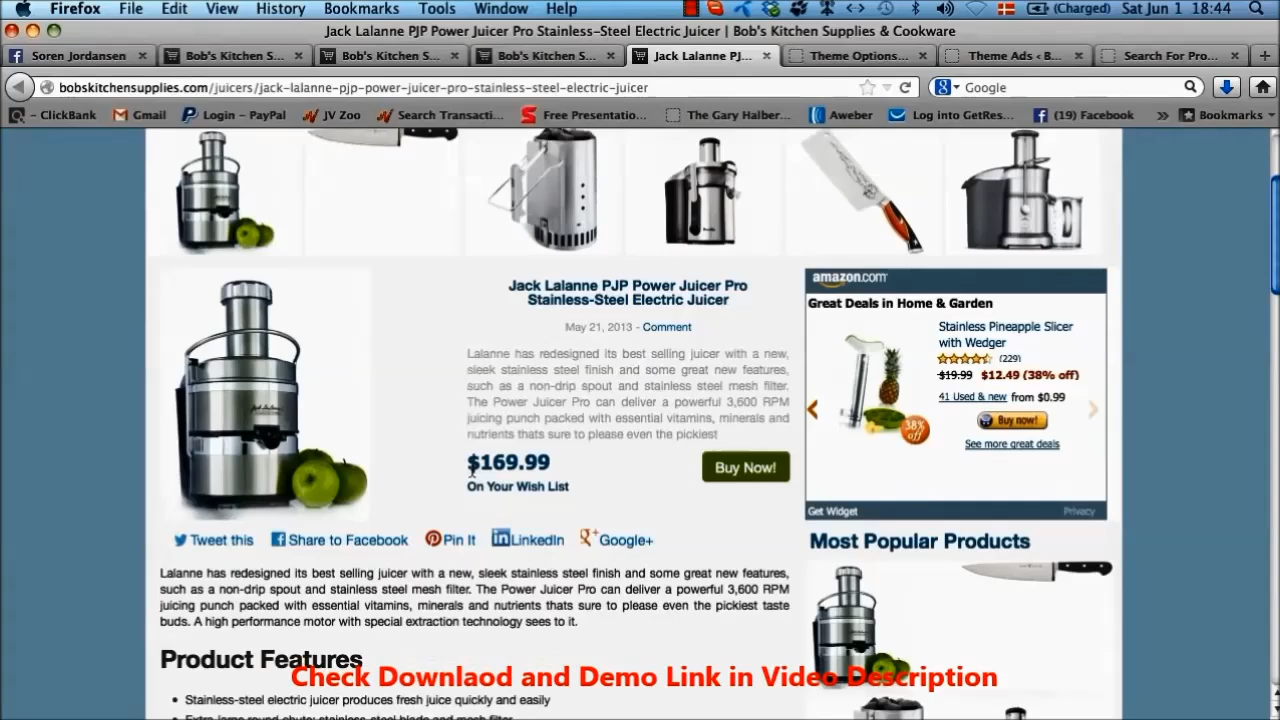 Firefox File Edit View History Bookmarks Tools Window Help (Charged) Sat Jun 1 18:44
Jack Lalanne PJP Power Juicer Pro Stainless-Steel Electric Juicer | Bob's Kitchen Supplies & Cookware
Soren Jordansen Bob's Kitchen S... Bob's Kitchen S... Bob's Kitchen S... Jack Lalanne PJ... Theme Options... Theme Ads ‹ B... Search For Pro...
bobskitchensupplies.com/juicers/jack-lalanne-pjp-power-juicer-pro-stainless-steel-electric-juicer Google
- ClickBank Gmail Login – PayPal JV Zoo Search Transacti... Free Presentatio... The Gary Halber... Aweber Log into GetRes... (19) Facebook » Bookmarks
Jack Lalanne PJP Power Juicer Pro
Stainless-Steel Electric Juicer
May 21, 2013 - Comment
Lalanne has redesigned its best selling juicer with a new,
sleek stainless steel finish and some great new features,
such as a non-drip spout and stainless steel mesh filter.
The Power Juicer Pro can deliver a powerful 3,600 RPM
juicing punch packed with essential vitamins, minerals and
nutrients thats sure to please even the pickiest
$169.99
On Your Wish List
Buy Now!
amazon.com
Great Deals in Home & Garden
Stainless Pineapple Slicer
with Wedger
(229)
$19.99 $12.49 (38% off)
41 Used & new from $0.99
38%
off
Buy now!
See more great deals
Get Widget Privacy
Tweet this Share to Facebook Pin It LinkedIn Google+
Most Popular Products
Lalanne has redesigned its best selling juicer with a new, sleek stainless steel finish and some great new features,
such as a non-drip spout and stainless steel mesh filter. The Power Juicer Pro can deliver a powerful 3,600 RPM
juicing punch packed with essential vitamins, minerals and nutrients thats sure to please even the pickiest taste
buds. A high performance motor with special extraction technology sees to it.
Product Features
Check Downlaod and Demo Link in Video Description
Stainless-steel electric juicer produces fresh juice quickly and easily
Extra-large round chute; stainless-steel blade and mesh filter